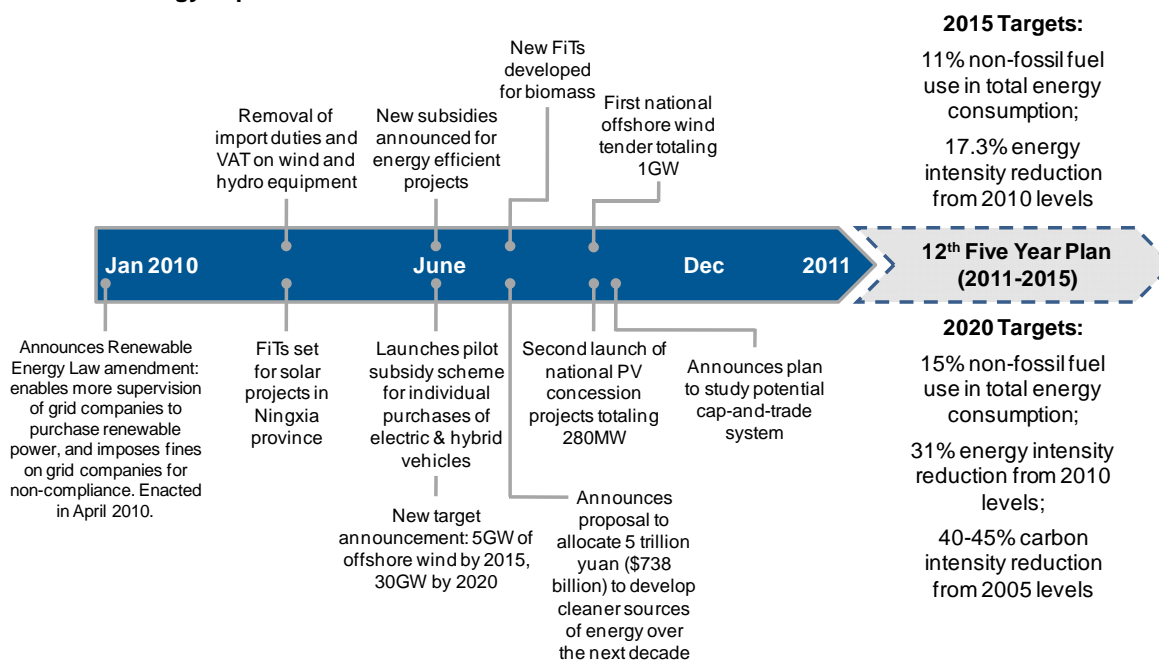 2015 Targets:
11% non-fossil fuel
use in total energy
consumption;
17.3% energy
intensity reduction
from 2010 levels
New FiTs
developed
for biomass
First national
offshore wind
tender totaling
1GW
New subsidies
announced for
energy efficient
projects
Removal of
import duties and
VAT on wind and
hydro equipment
Jan 2010
June
Dec
2011
12th Five Year Plan
(2011-2015)
Announces Renewable
Energy Law amendment:
enables more supervision
of grid companies to
purchase renewable
power, and imposes fines
on grid companies for
non-compliance. Enacted
in April 2010.
FiTs set
for solar
projects in
Ningxia
province
Launches pilot
subsidy scheme
for individual
purchases of
electric & hybrid
vehicles
New target
announcement: 5GW of
offshore wind by 2015,
30GW by 2020
Second launch of
national PV
concession
projects totaling
280MW
Announces
proposal to
allocate 5 trillion
yuan ($738
billion) to develop
cleaner sources
of energy over
the next decade
Announces plan
to study potential
cap-and-trade
system
2020 Targets:
15% non-fossil fuel
use in total energy
consumption;
31% energy intensity
reduction from 2010
levels;
40-45% carbon
intensity reduction
from 2005 levels